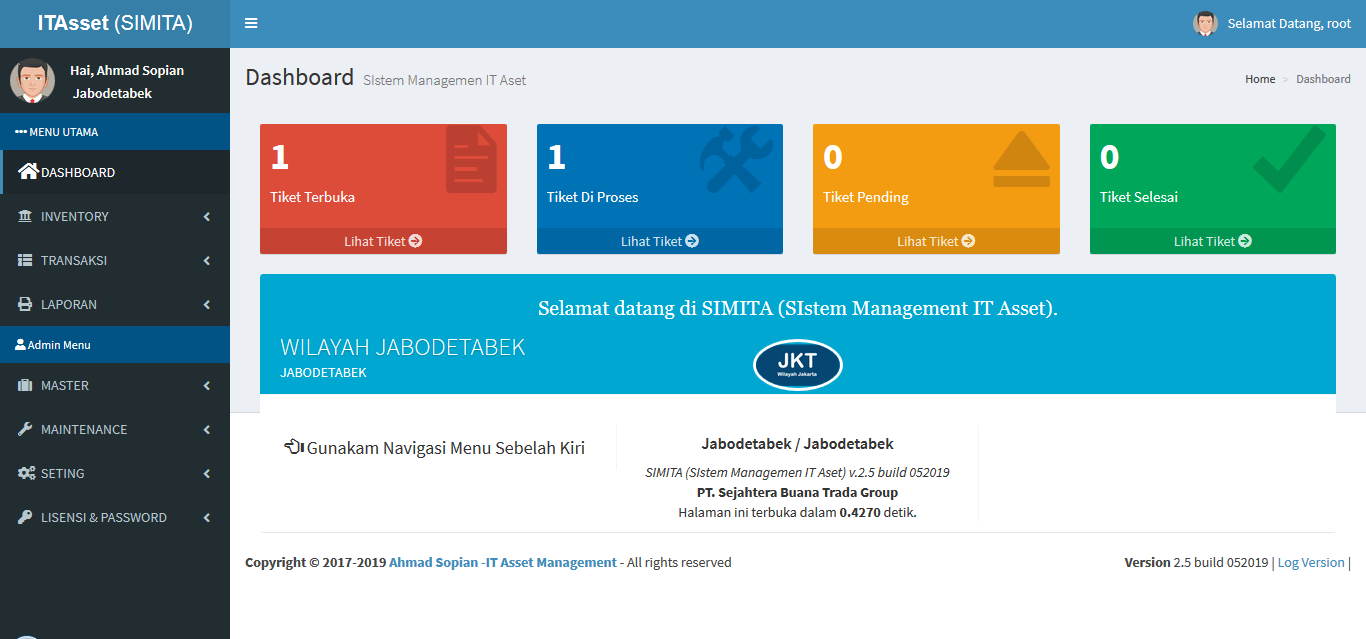 ITAsset (SIMITA)
Selamat Datang, root
Hai, Ahmad Sopian
Jabodetabek
MENU UTAMA
DASHBOARD
INVENTORY
TRANSAKSI
LAPORAN
Admin Menu
MASTER
MAINTENANCE
SETING
LISENSI & PASSWORD
Dashboard SIstem Managemen IT Aset
Home > Dashboard
1
Tiket Terbuka
Lihat Tiket
1
Tiket Di Proses
Lihat Tiket
0
Tiket Pending
Lihat Tiket
0
Tiket Selesai
Lihat Tiket
Selamat datang di SIMITA (SIstem Management IT Asset).
WILAYAH JABODETABEK
JABODETABEK
JKT
Wilayah Jakarta
Gunakam Navigasi Menu Sebelah Kiri
Jabodetabek / Jabodetabek
SIMITA (SIstem Managemen IT Aset) v.2.5 build 052019
PT. Sejahtera Buana Trada Group
Halaman ini terbuka dalam 0.4270 detik.
Copyright © 2017-2019 Ahmad Sopian -IT Asset Management - All rights reserved
Version 2.5 build 052019 | Log Version |